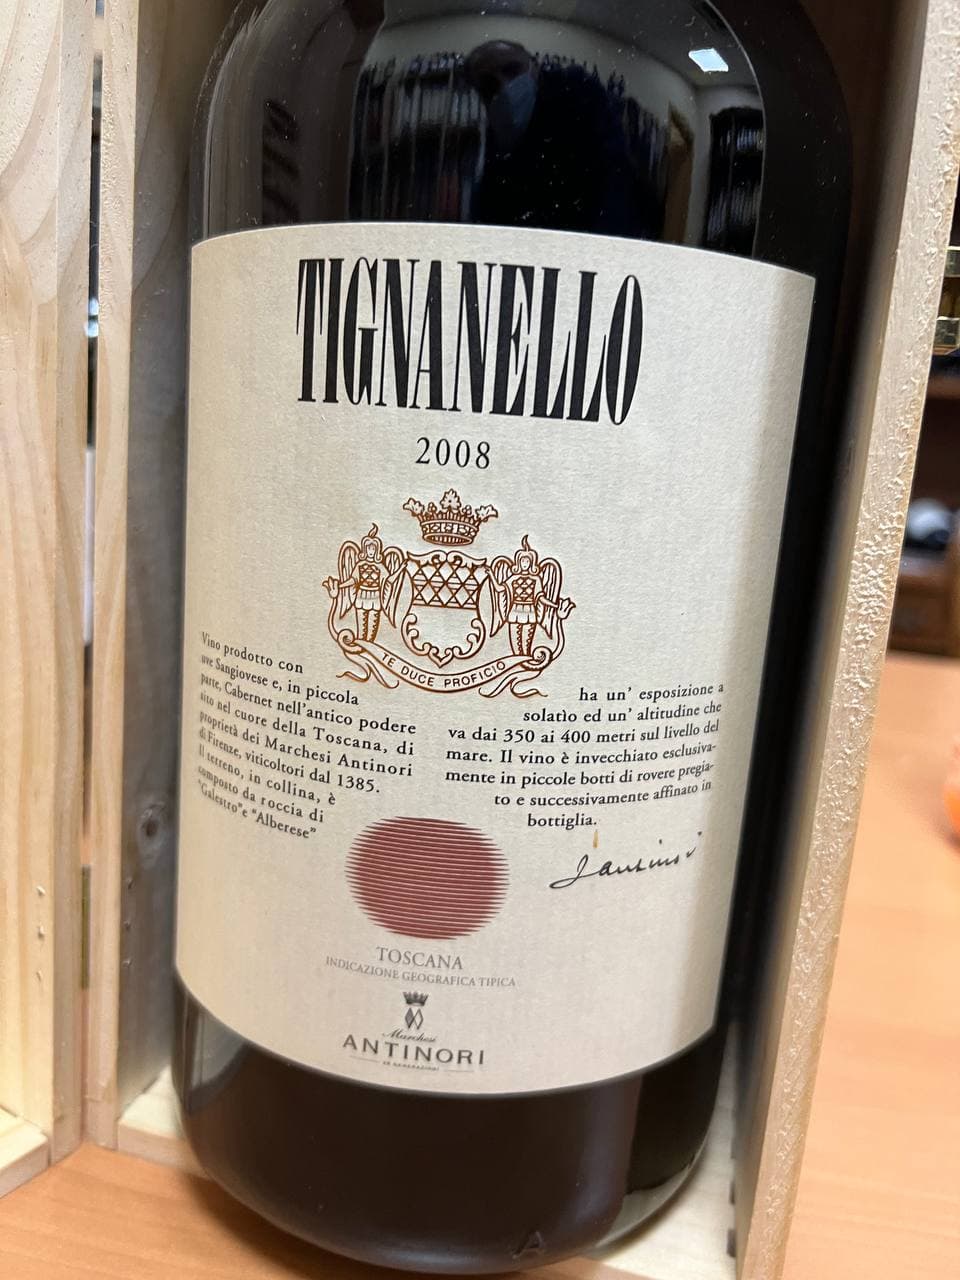 TIGNANELLO
2008
TE DUCE PROFICIO
Vino prodotto con
uve Sangiovese e, in piccola
parte, Cabernet nell'antico podere
sito nel cuore della Toscana, di
proprietà dei Marchesi Antinori
di Firenze, viticoltori dal 1385.
Il terreno, in collina, è
composto da roccia di
"Galestro"e "Alberese"
ha un' esposizione a
solatìo ed un' altitudine che
va dai 350 ai 400 metri sul livello del
mare. Il vino è invecchiato esclusiva-
mente in piccole botti di rovere pregia-
to e successivamente affinato in
bottiglia.
Antinori
TOSCANA
INDICAZIONE GEOGRAFICA TIPICA
Marchesi
ANTINORI